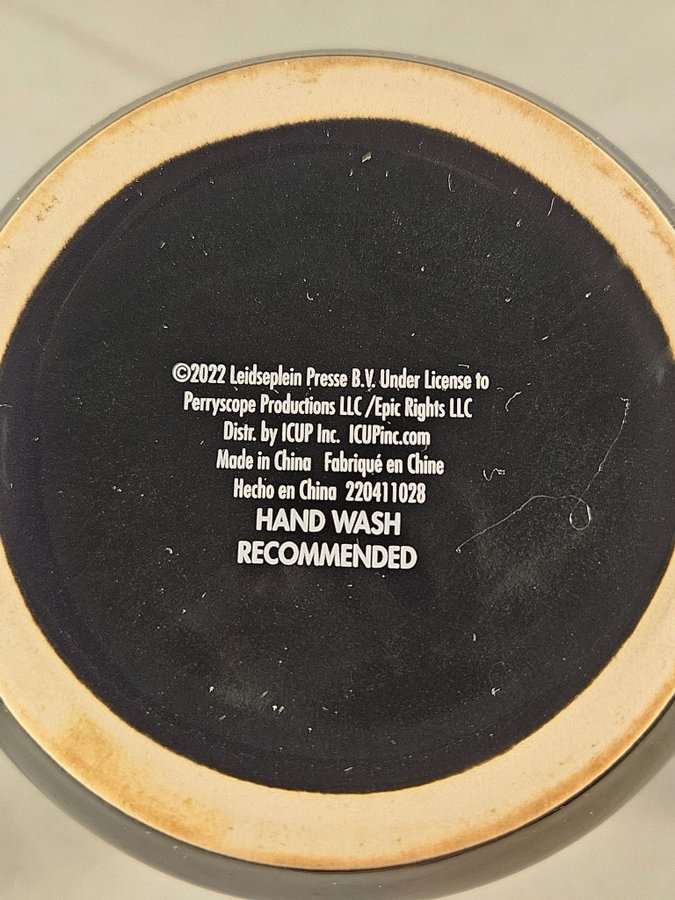 ©2022 Leidseplein Presse B.V. Under License to
Perryscope Productions LLC /Epic Rights LLC
Distr. by ICUP Inc. ICUPinc.com
Made in China Fabriqué en Chine
Hecho en China 220411028
HAND WASH
RECOMMENDED